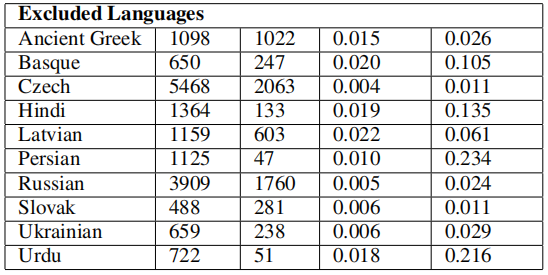 Excluded Languages
Ancient Greek 1098 1022 0.015 0.026
Basque 650 247 0.020 0.105
Czech 5468 2063 0.004 0.011
Hindi 1364 133 0.019 0.135
Latvian 1159 603 0.022 0.061
Persian 1125 47 0.010 0.234
Russian 3909 1760 0.005 0.024
Slovak 488 281 0.006 0.011
Ukrainian 659 238 0.006 0.029
Urdu 722 51 0.018 0.216